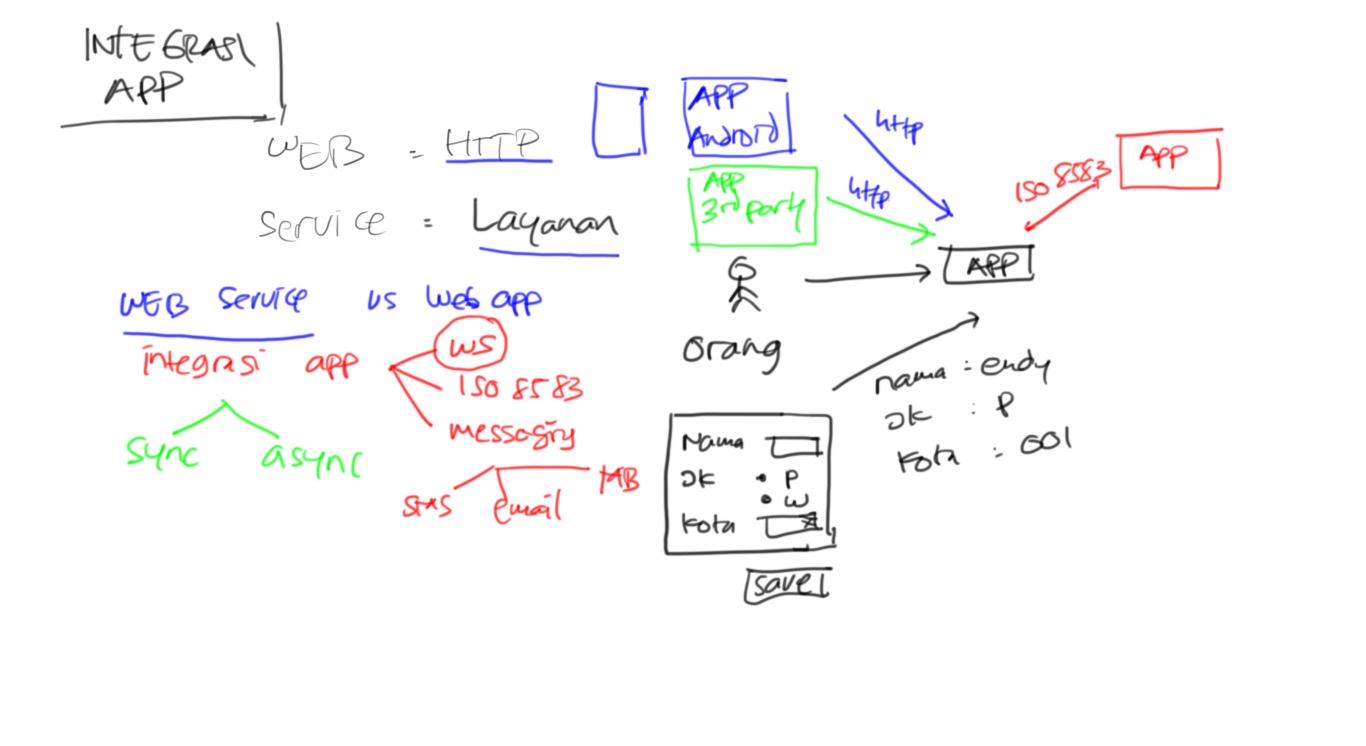 INTEGRASI
APP
WEB = HTTP
Service = Layanan
WEB Service vs Web app
integrasi app
WS
ISO 8583
messaging
sync async
SMS email MB
APP
Android
http
APP
3rd party
http
ISO 8583
APP
APP
orang
nama : endy
JK : P
Kota : 001
Nama
JK • P
• W
Kota
save